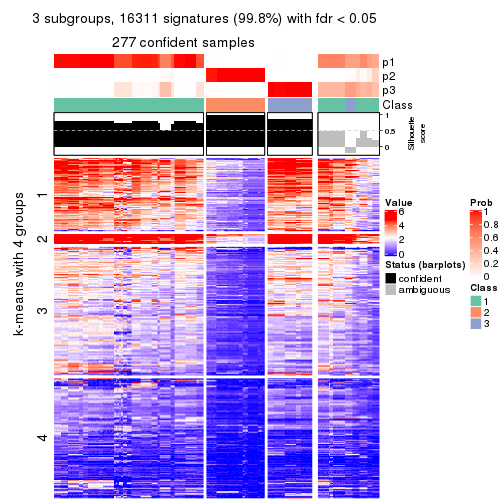 3 subgroups, 16311 signatures (99.8%) with fdr < 0.05
277 confident samples
p1
p2
p3
Class
1
0.5
0
Silhouette
score
k-means with 4 groups
1
2
3
4
Value
6
4
2
0
Status (barplots)
confident
ambiguous
Prob
1
0.8
0.6
0.4
0.2
0
Class
1
2
3